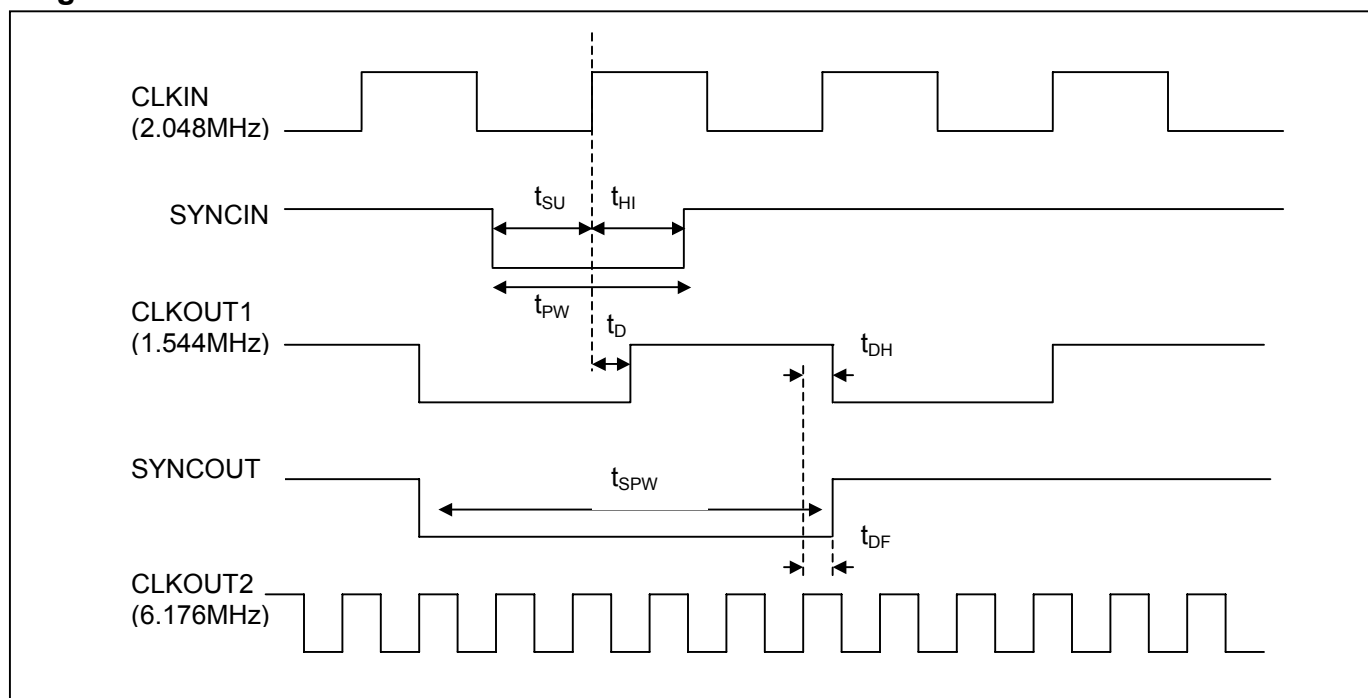 CLKIN
(2.048MHz)
SYNCIN
tSU
tHI
tPW
CLKOUT1
(1.544MHz)
tD
tDH
SYNCOUT
tSPW
tDF
CLKOUT2
(6.176MHz)